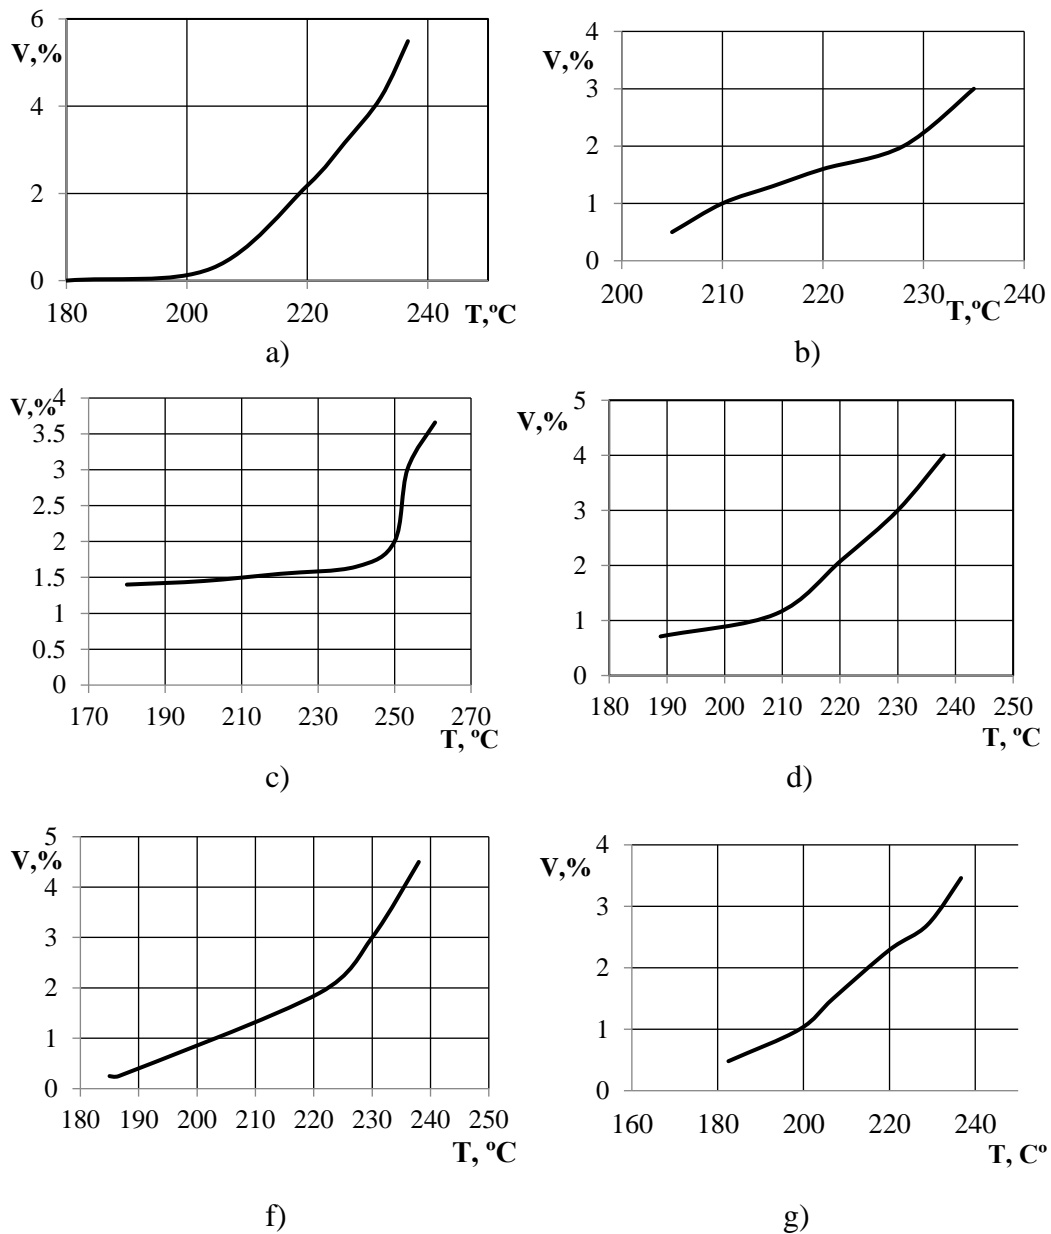 6
V,%
4
2
0
180 200 220 240 T,ºC
a)
4
V,%
3
2
1
0
200 210 220 230 240
T,ºC
b)
4
V,%
3.5
3
2.5
2
1.5
1
0.5
0
170 190 210 230 250 270
T, ºC
c)
5
V,%
4
3
2
1
0
180 190 200 210 220 230 240 250
T, ºC
d)
5
V,%
4
3
2
1
0
180 190 200 210 220 230 240 250
T, ºC
f)
4
V,%
3
2
1
0
160 180 200 220 240
T, Cº
g)